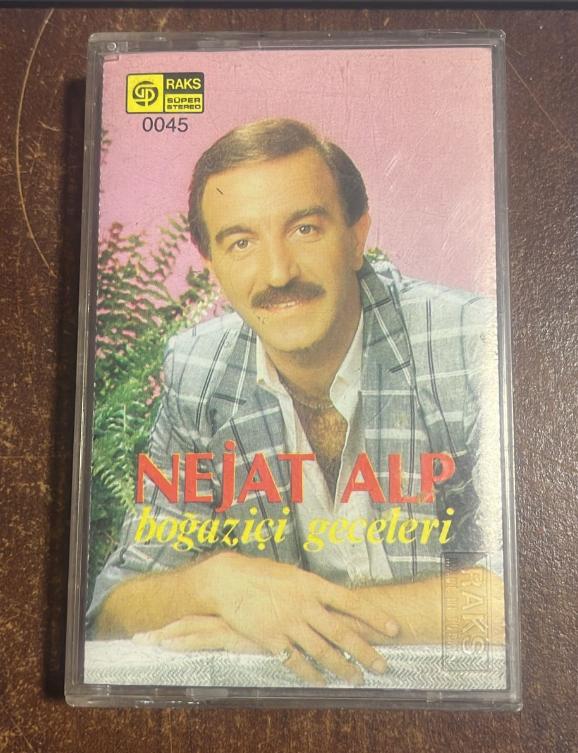 RAKS
SÜPER
STEREO
0045
NEjAT ALP
boğaziçi geceleri
RAKS